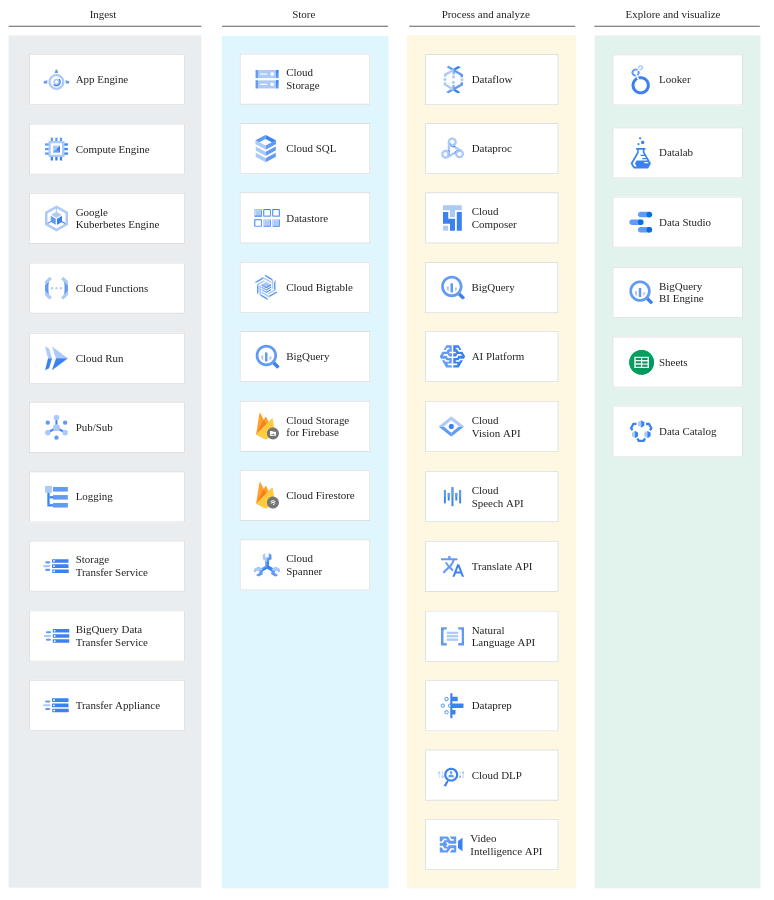 Ingest
Store
Process and analyze
Explore and visualize
App Engine
Compute Engine
Google
Kuberbetes Engine
Cloud Functions
Cloud Run
Pub/Sub
Logging
Storage
Transfer Service
BigQuery Data
Transfer Service
Transfer Appliance
Cloud
Storage
Cloud SQL
Datastore
Cloud Bigtable
BigQuery
Cloud Storage
for Firebase
Cloud Firestore
Cloud
Spanner
Dataflow
Dataproc
Cloud
Composer
BigQuery
AI Platform
Cloud
Vision API
Cloud
Speech API
Translate API
Natural
Language API
Dataprep
Cloud DLP
Video
Intelligence API
Looker
Datalab
Data Studio
BigQuery
BI Engine
Sheets
Data Catalog